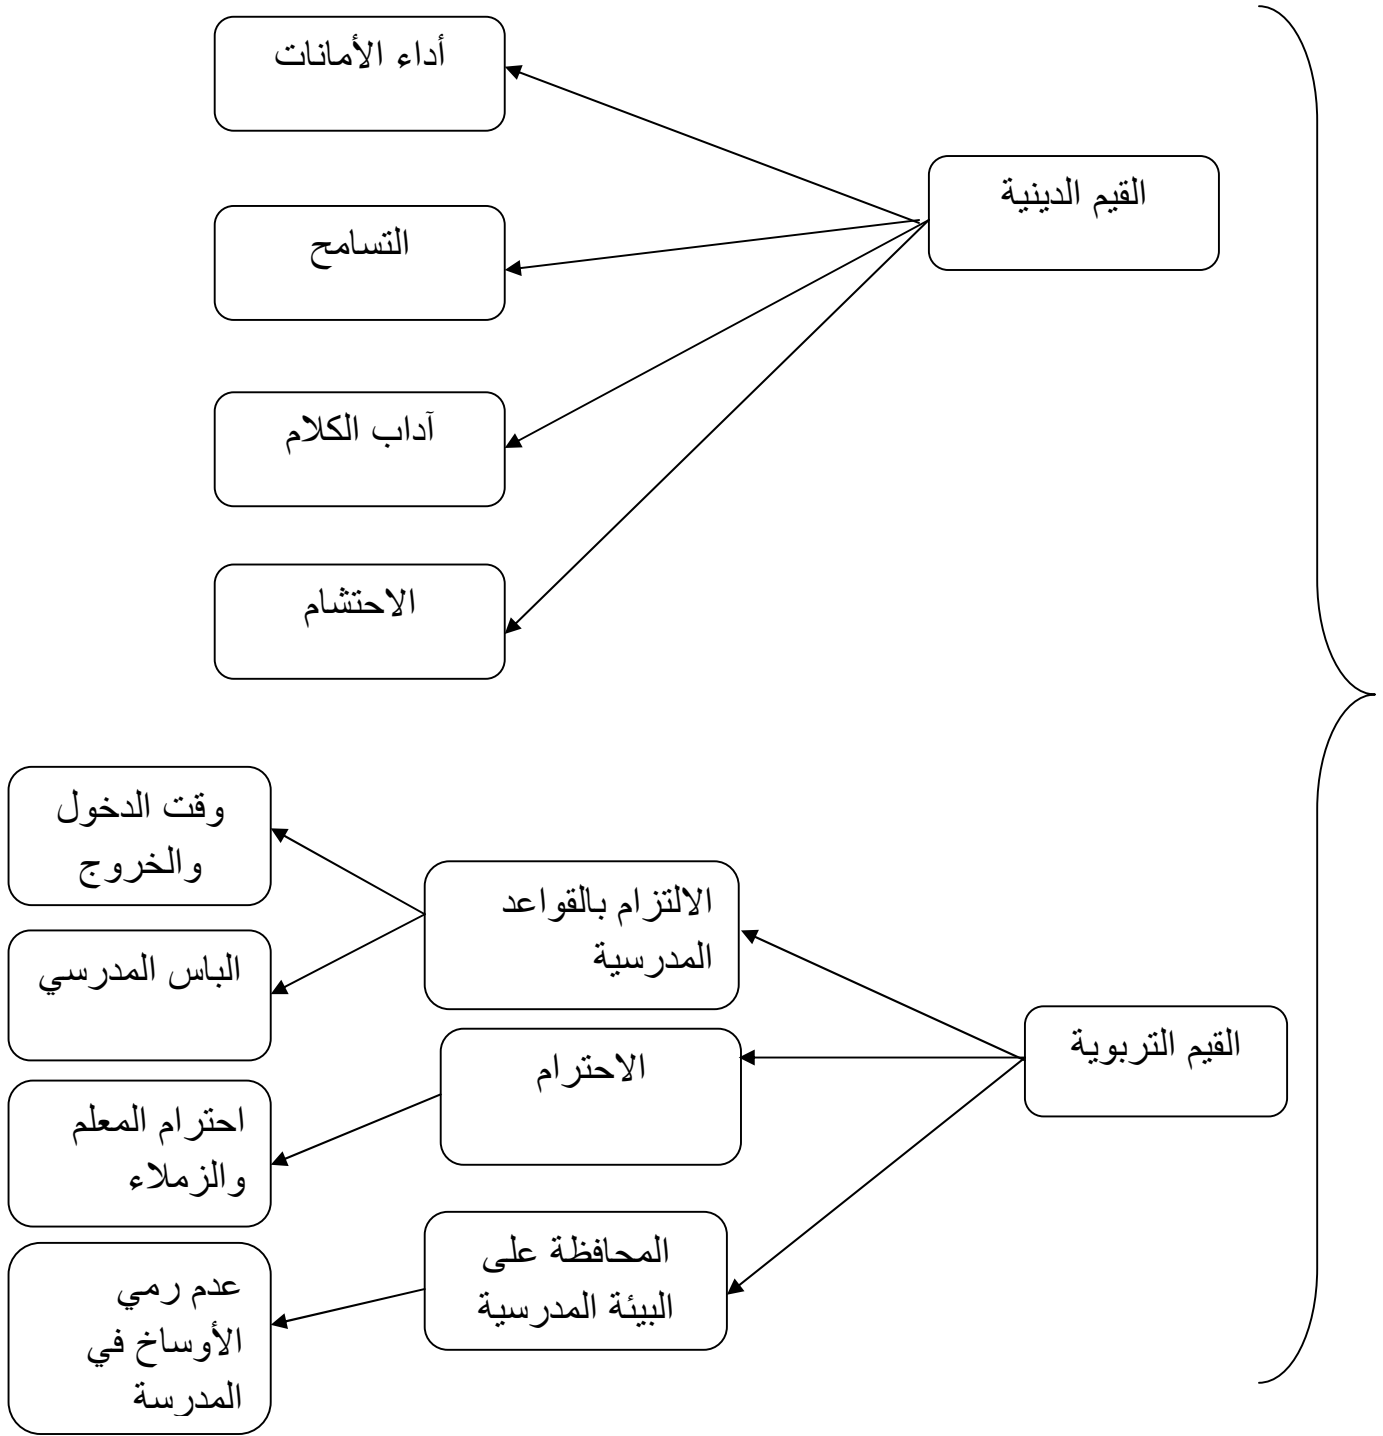 القيم الدينية
أداء الأمانات
التسامح
آداب الكلام
الاحتشام
القيم التربوية
الالتزام بالقواعد
المدرسية
وقت الدخول
والخروج
الباس المدرسي
الاحترام
احترام المعلم
والزملاء
المحافظة على
البيئة المدرسية
عدم رمي
الأوساخ في
المدرسة